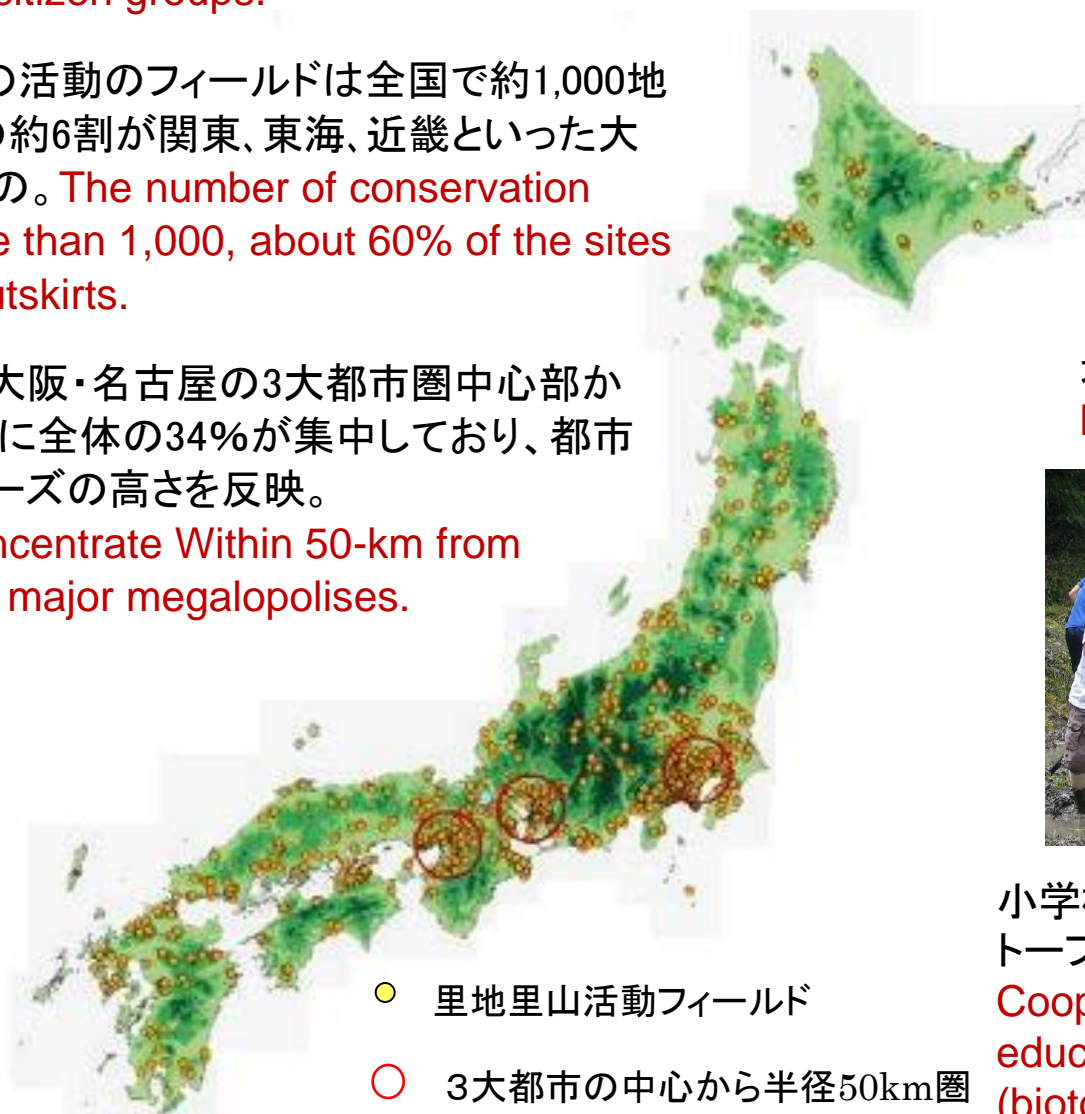 citizen groups.
の活動のフィールドは全国で約1,000地
の約6割が関東、東海、近畿といった大
の。The number of conservation
e than 1,000, about 60% of the sites
utskirts.
大阪・名古屋の3大都市圏中心部か
に全体の34%が集中しており、都市
ーズの高さを反映。
ncentrate Within 50-km from
major megalopolises.
小学
トーブ
Coop
educ
(biot
里地里山活動フィールド
3大都市の中心から半径50km圏